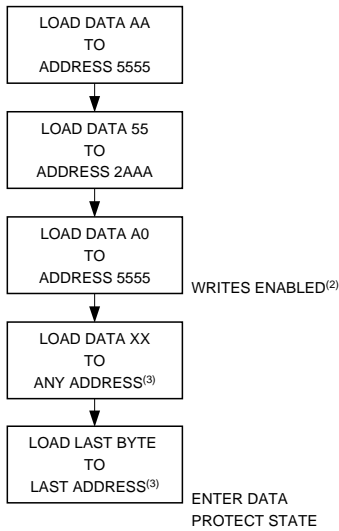 LOAD DATA AA
TO
ADDRESS 5555
LOAD DATA 55
TO
ADDRESS 2AAA
LOAD DATA A0
TO
ADDRESS 5555
WRITES ENABLED(2)
LOAD DATA XX
TO
ANY ADDRESS(3)
LOAD LAST BYTE
TO
LAST ADDRESS(3)
ENTER DATA
PROTECT STATE